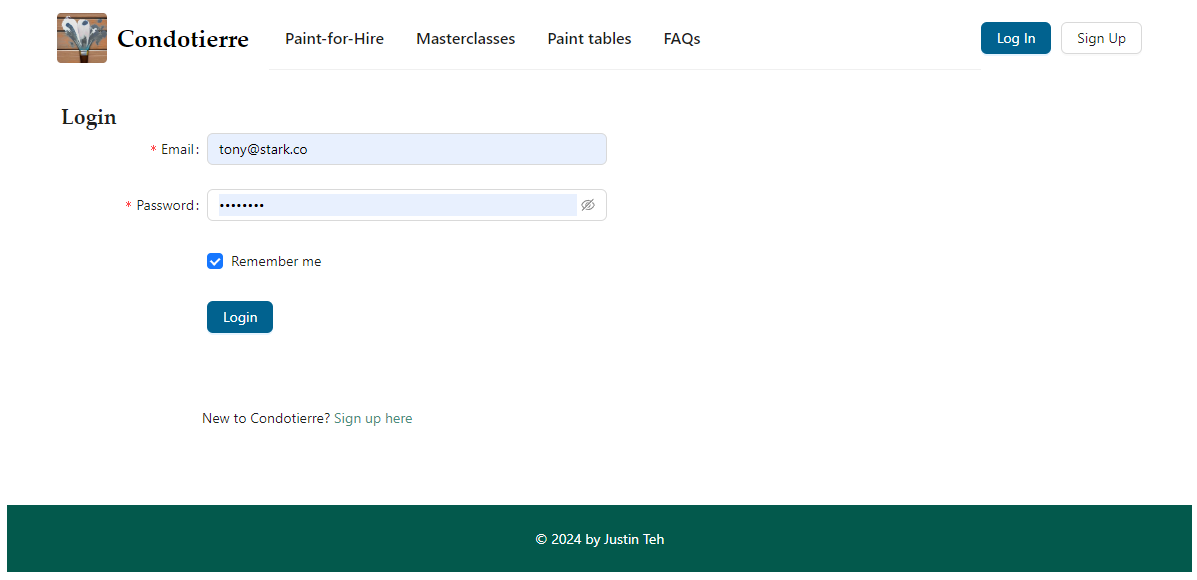 Condotierre Paint-for-Hire Masterclasses Paint tables FAQs Log In Sign Up
Login
* Email: tony@stark.co
* Password: ••••••••
Remember me
Login
New to Condotierre? Sign up here
© 2024 by Justin Teh